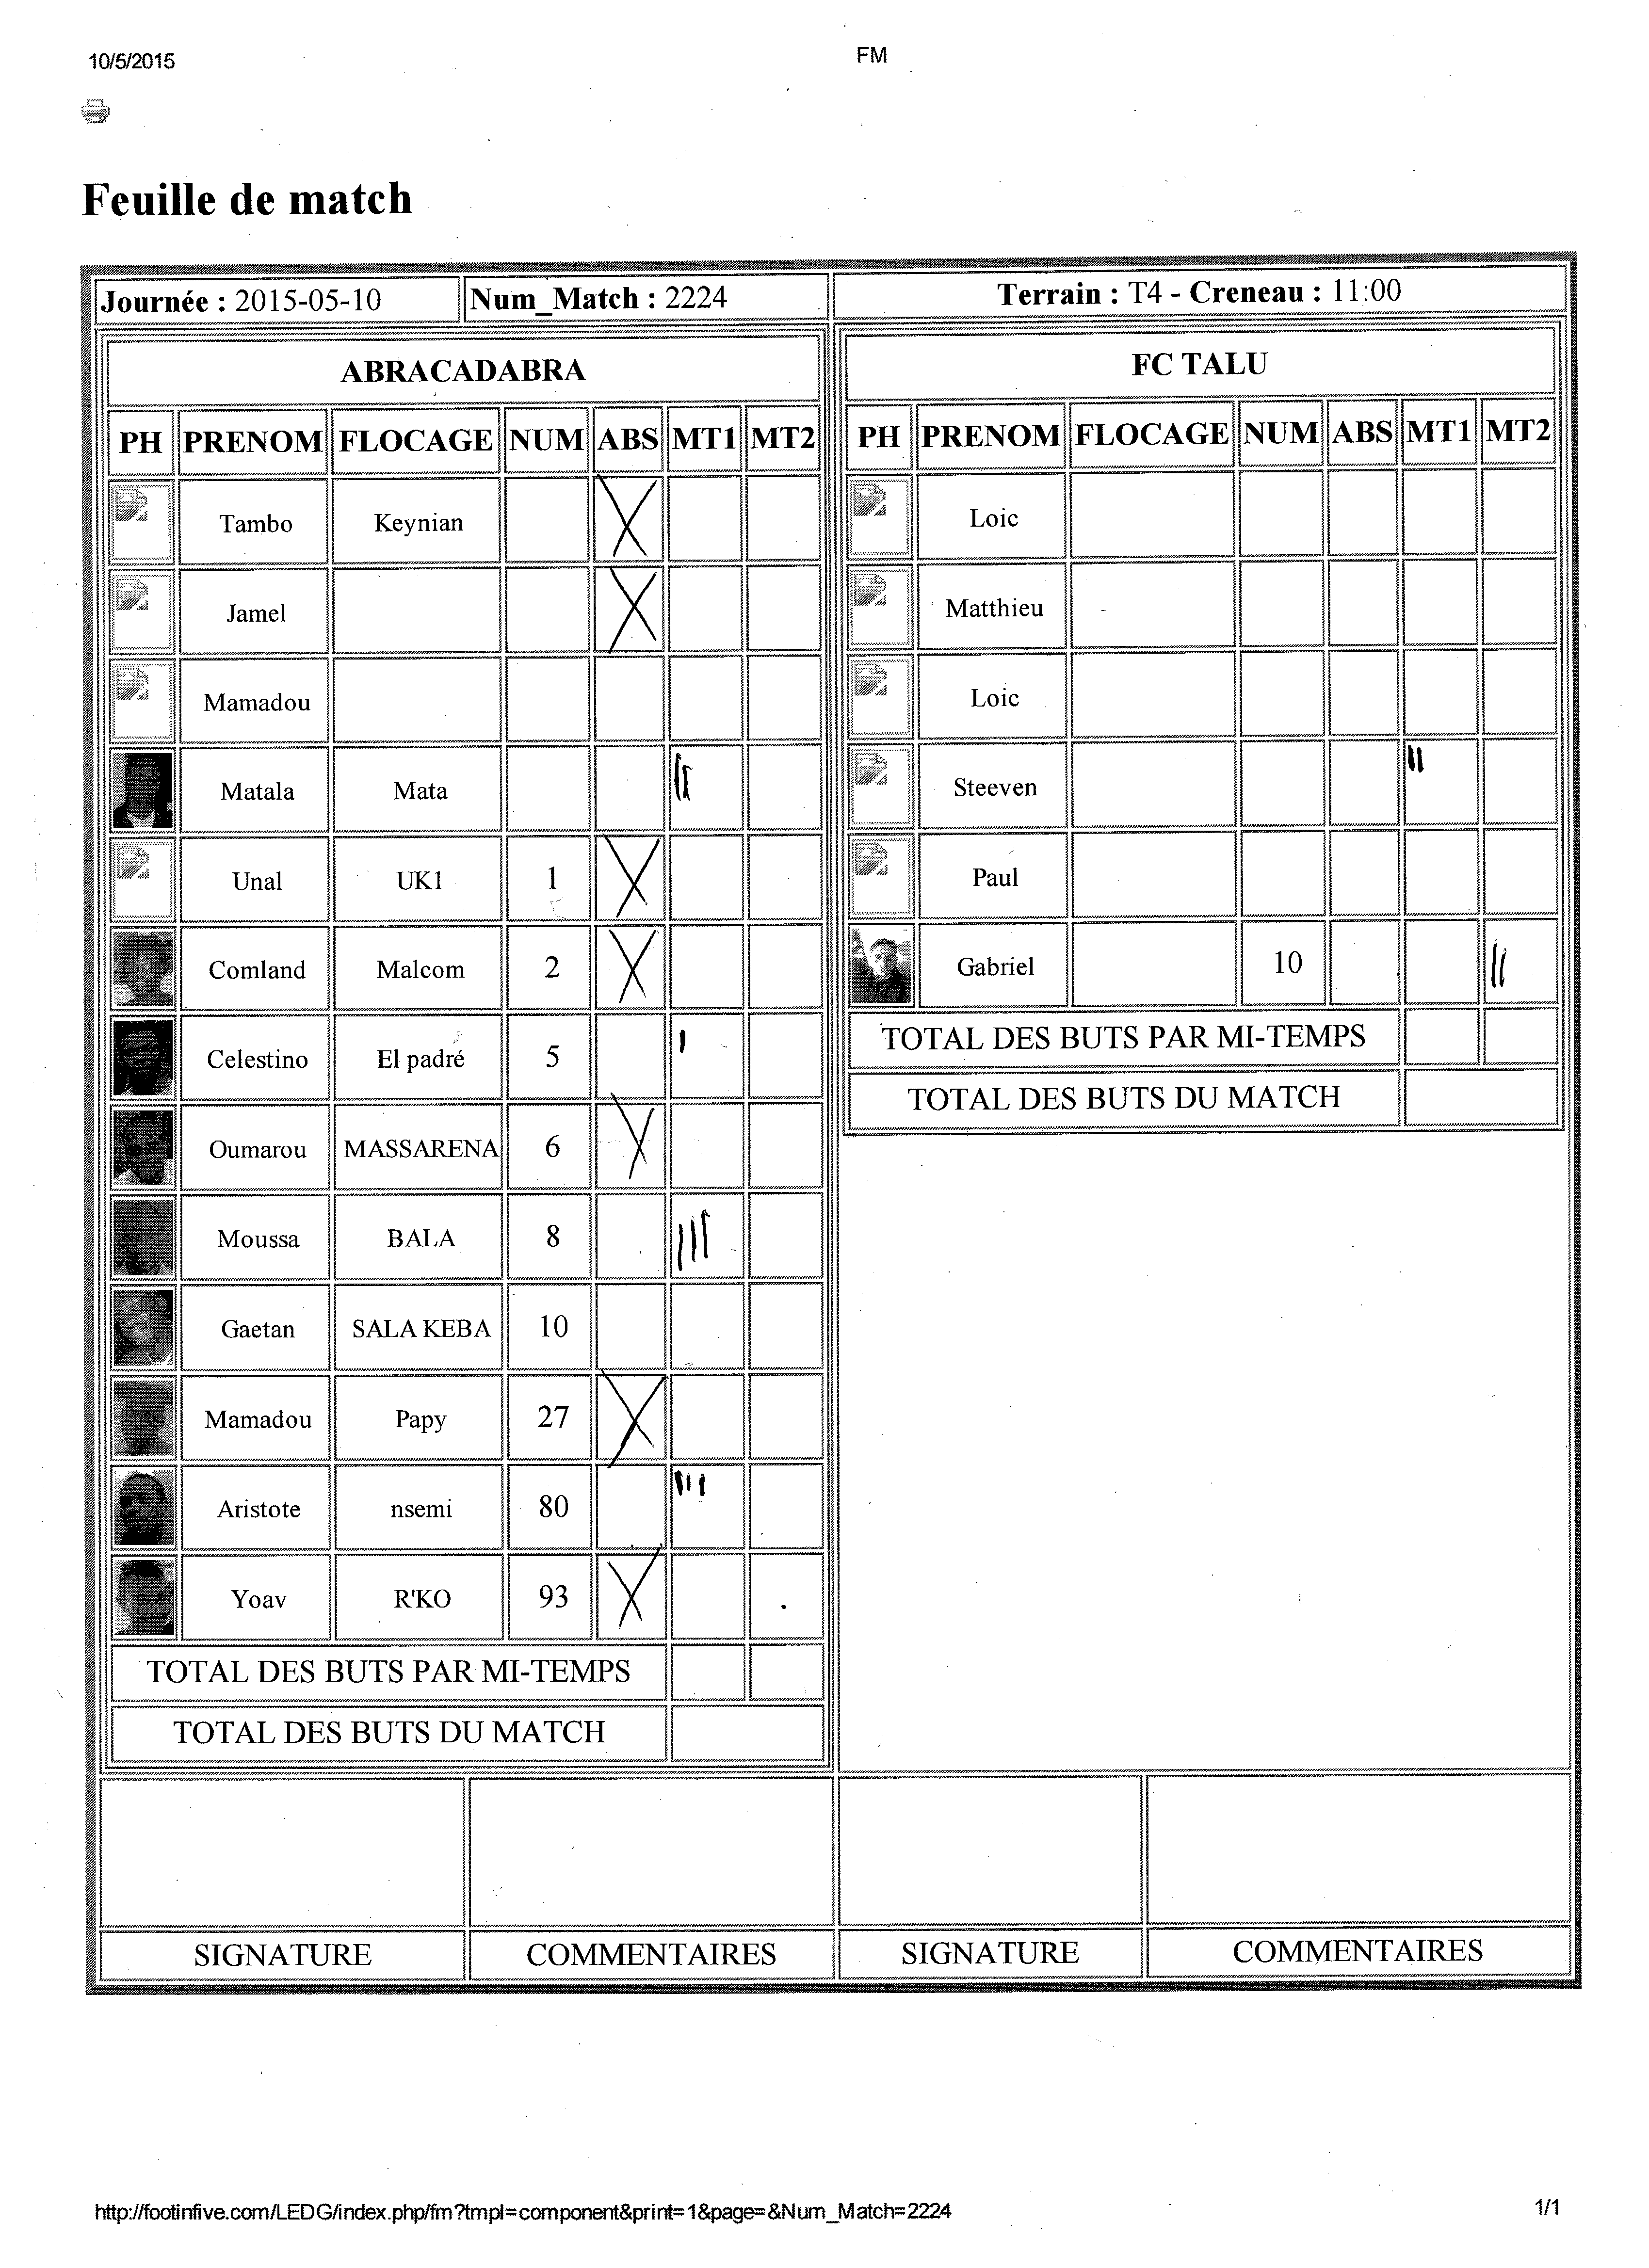 10/5/2015 FM
Feuille de match
Journée : 2015-05-10 Num_Match : 2224 Terrain : T4 - Creneau : 11:00
ABRACADABRA
PH PRENOM FLOCAGE NUM ABS MT1 MT2
Tambo Keynian X
Jamel X
Mamadou
Matala Mata ||
Unal UK1 1 X
Comland Malcom 2 X
Celestino El padré 5 |
Oumarou MASSARENA 6 X
Moussa BALA 8 |||
Gaetan SALA KEBA 10
Mamadou Papy 27 X
Aristote nsemi 80 |||
Yoav R'KO 93 X
TOTAL DES BUTS PAR MI-TEMPS
TOTAL DES BUTS DU MATCH
FC TALU
PH PRENOM FLOCAGE NUM ABS MT1 MT2
Loic
Matthieu
Loic
Steeven ||
Paul
Gabriel 10 ||
TOTAL DES BUTS PAR MI-TEMPS
TOTAL DES BUTS DU MATCH
SIGNATURE COMMENTAIRES SIGNATURE COMMENTAIRES
http://footinfive.com/LEDG/index.php/fm?tmpl=component&print=1&page=&Num_Match=2224 1/1